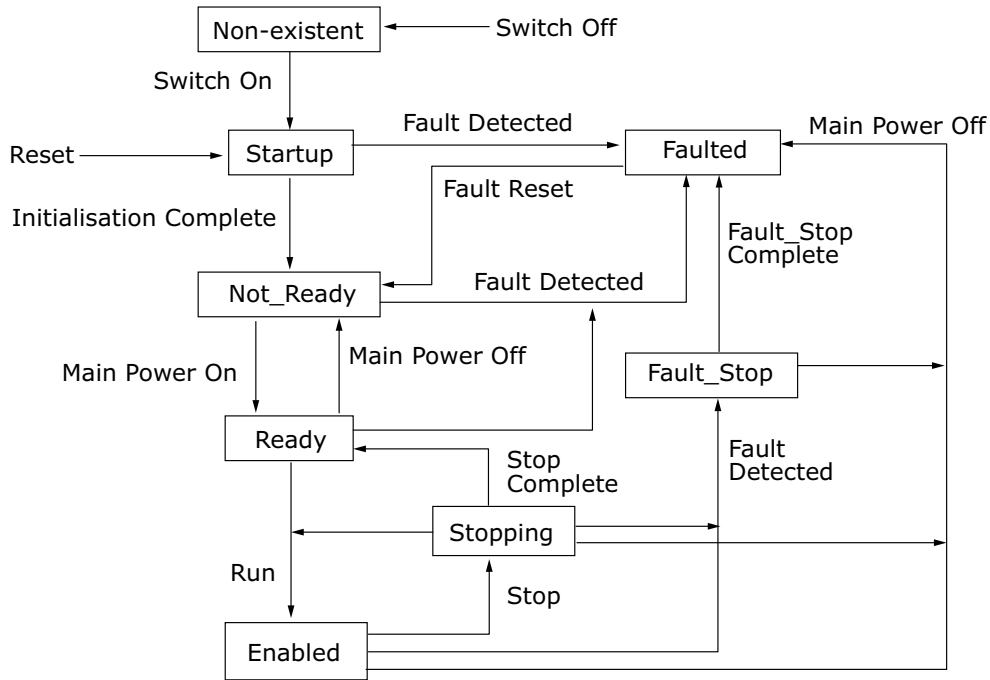 Non-existent
Switch Off
Switch On
Fault Detected
Main Power Off
Reset
Startup
Faulted
Fault Reset
Initialisation Complete
Fault_Stop
Complete
Not_Ready
Fault Detected
Main Power On
Main Power Off
Fault_Stop
Ready
Stop
Complete
Fault
Detected
Stopping
Run
Stop
Enabled